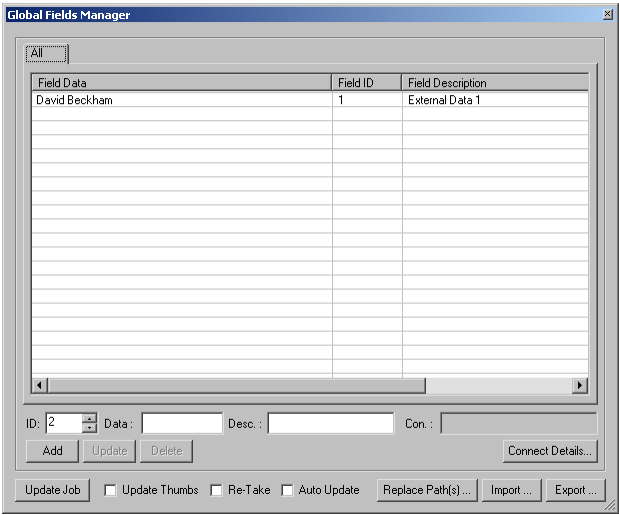 Global Fields Manager
All
Field Data Field ID Field Description
David Beckham 1 External Data 1
ID: 2 Data : Desc. : Con. :
Add Update Delete Connect Details...
Update Job Update Thumbs Re-Take Auto Update Replace Path(s) ... Import ... Export ...